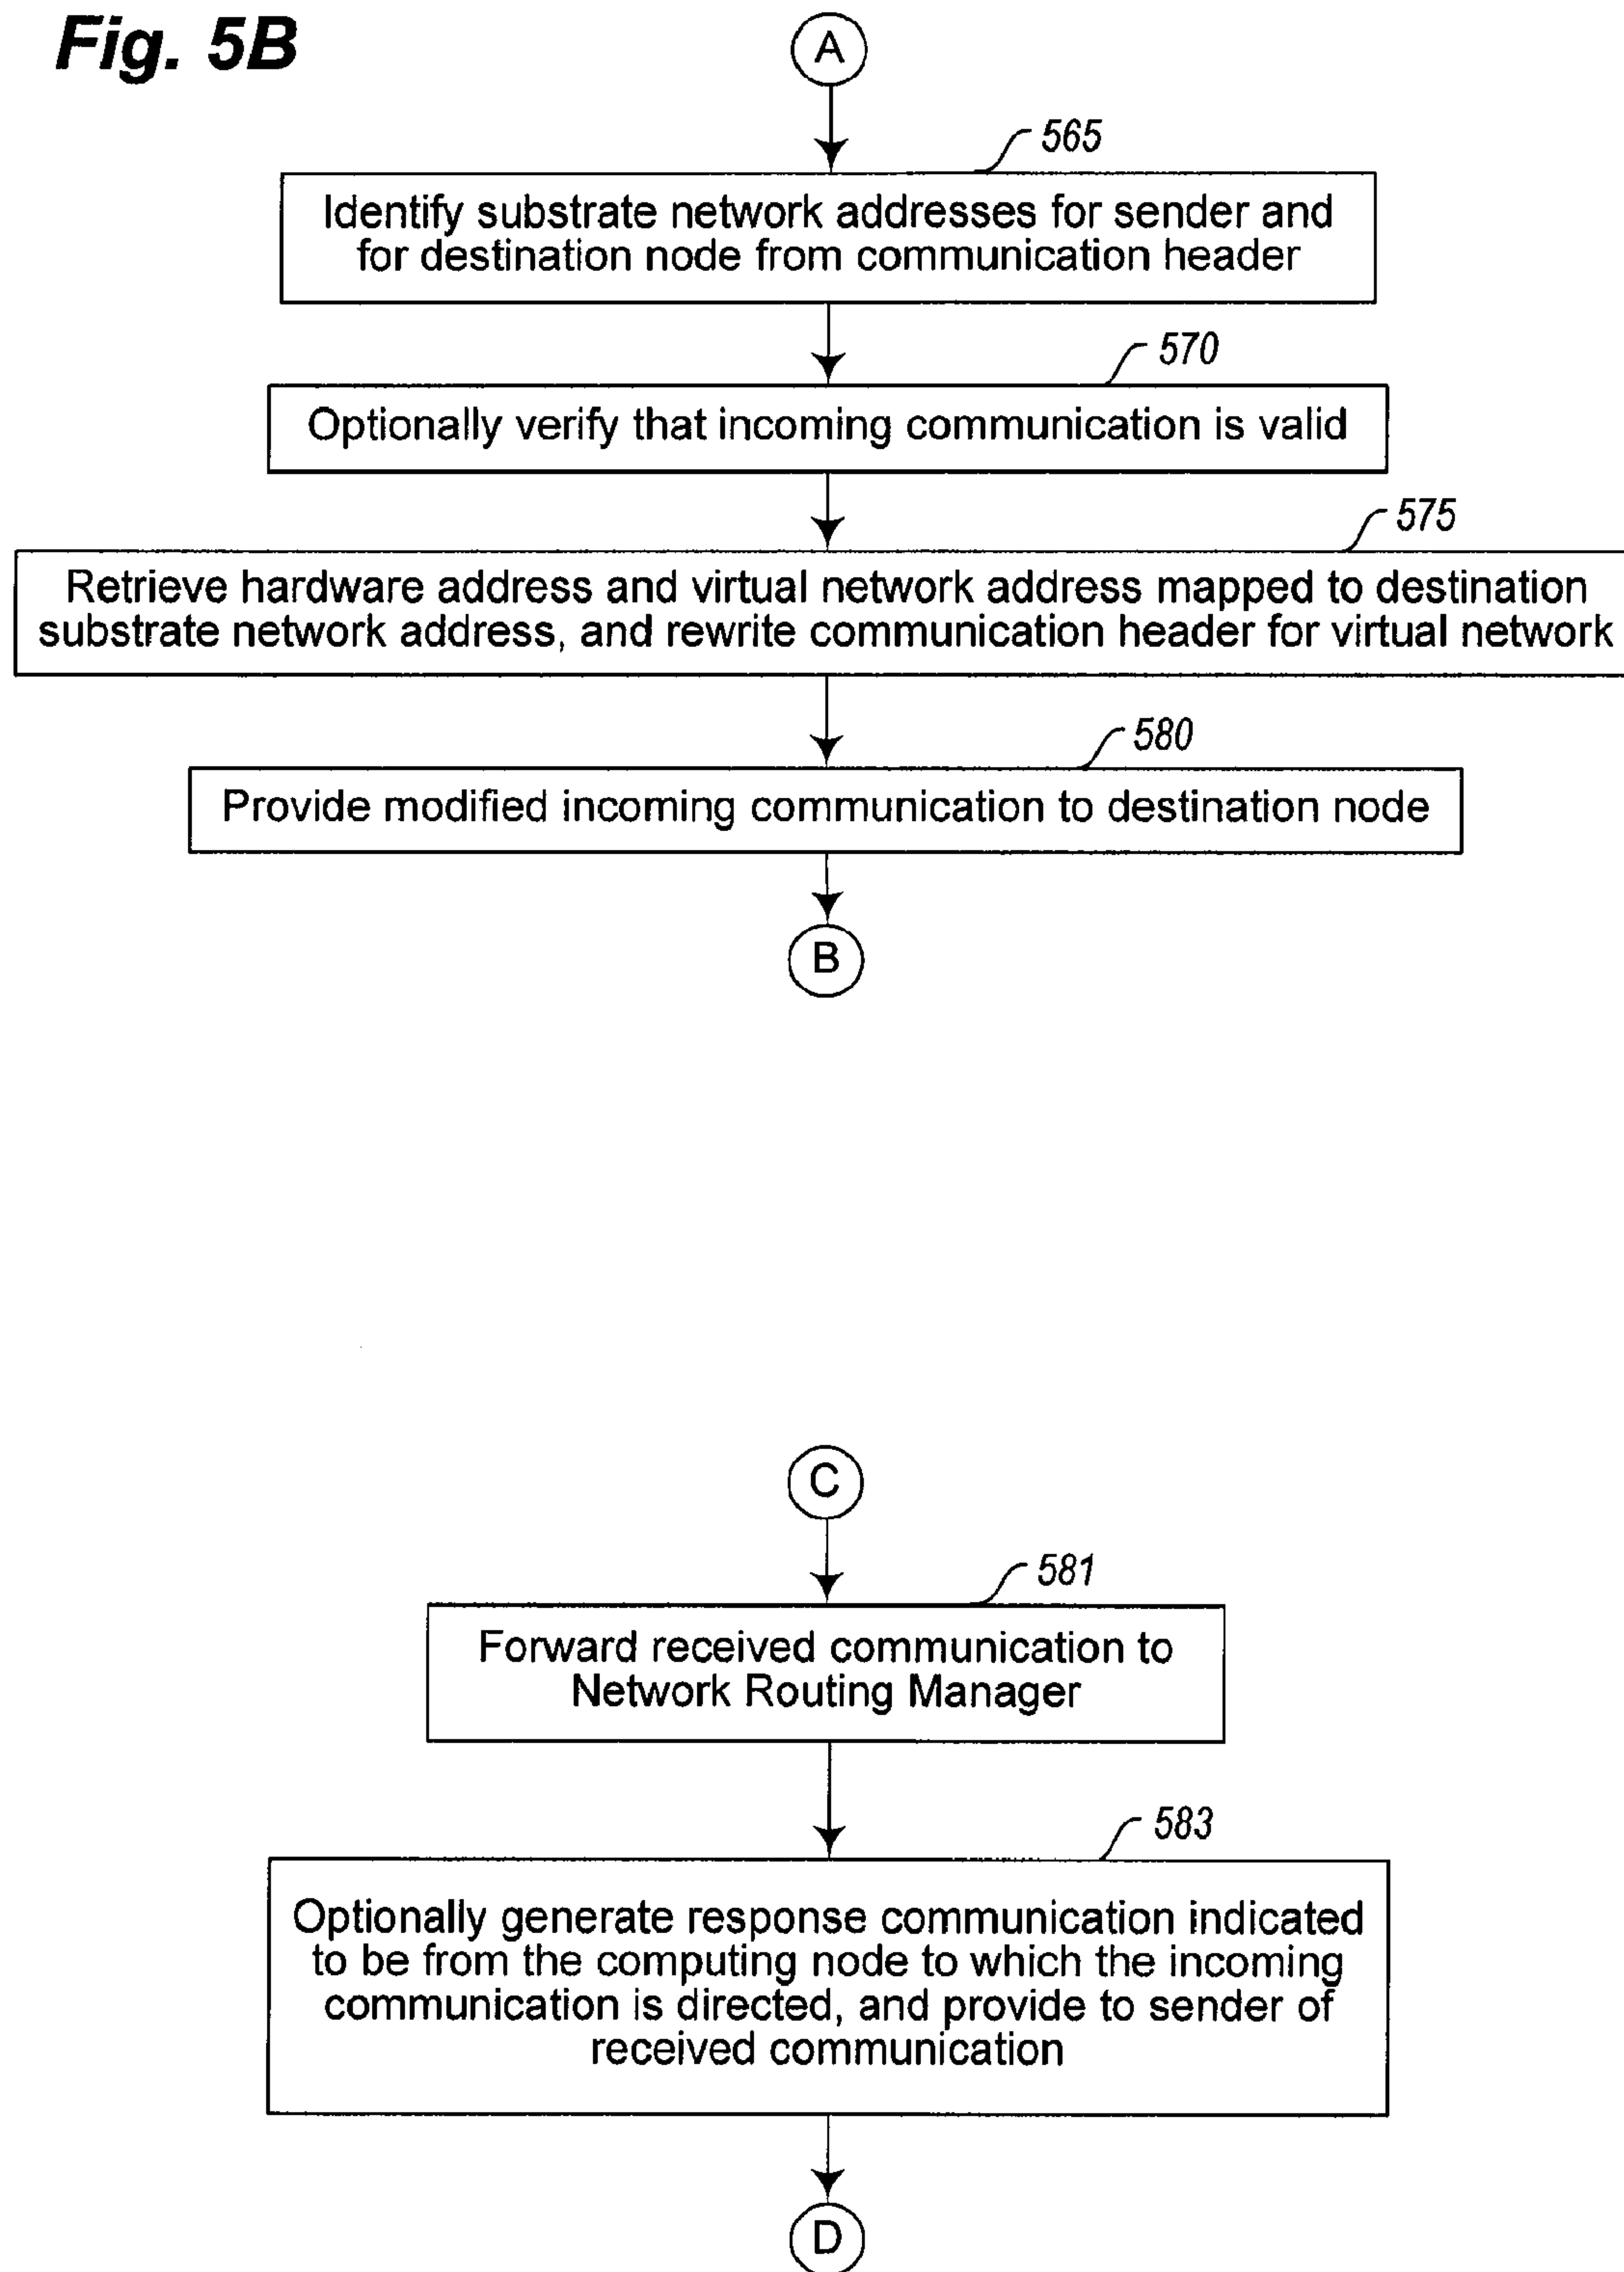 Fig. 5B
A
565
Identify substrate network addresses for sender and
for destination node from communication header
570
Optionally verify that incoming communication is valid
575
Retrieve hardware address and virtual network address mapped to destination
substrate network address, and rewrite communication header for virtual network
580
Provide modified incoming communication to destination node
B
C
581
Forward received communication to
Network Routing Manager
583
Optionally generate response communication indicated
to be from the computing node to which the incoming
communication is directed, and provide to sender of
received communication
D